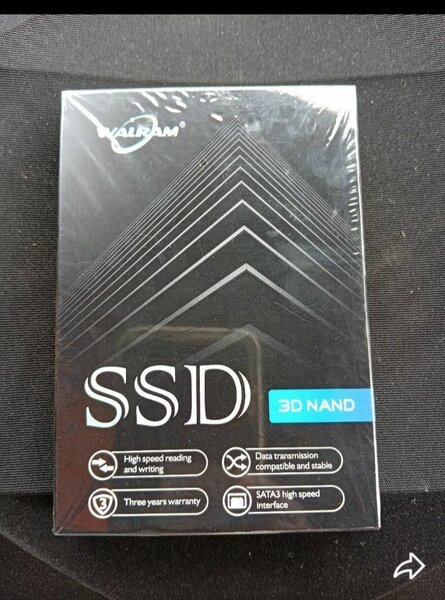 WALRAM®
SSD
3D NAND
High speed reading
and writing
Data transmission
compatible and stable
3
Three years warranty
SATA3 high speed
interface